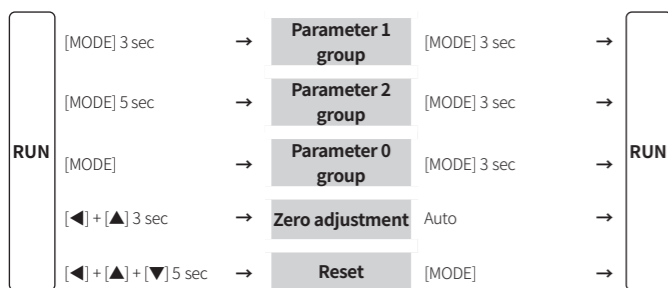 [MODE] 3 sec → Parameter 1 group [MODE] 3 sec →
[MODE] 5 sec → Parameter 2 group [MODE] 3 sec →
RUN [MODE] → Parameter 0 group [MODE] 3 sec → RUN
[◀] + [▲] 3 sec → Zero adjustment Auto →
[◀] + [▲] + [▼] 5 sec → Reset [MODE] →